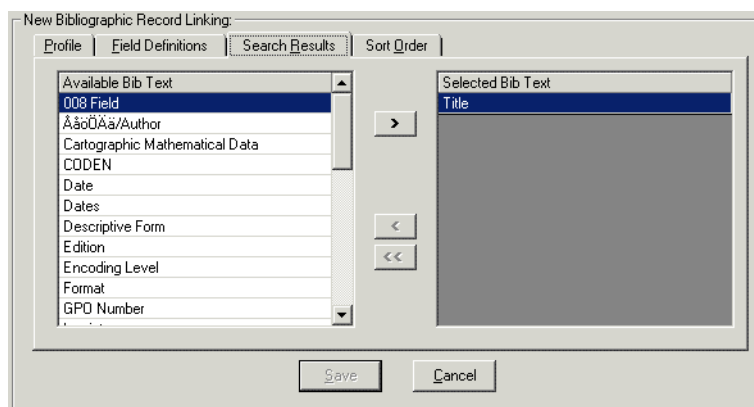 New Bibliographic Record Linking:
Profile
Field Definitions
Search Results
Sort Order
Available Bib Text
008 Field
ÅåöÖÄä/Author
Cartographic Mathematical Data
CODEN
Date
Dates
Descriptive Form
Edition
Encoding Level
Format
GPO Number
>
<
<<
Selected Bib Text
Title
Save
Cancel